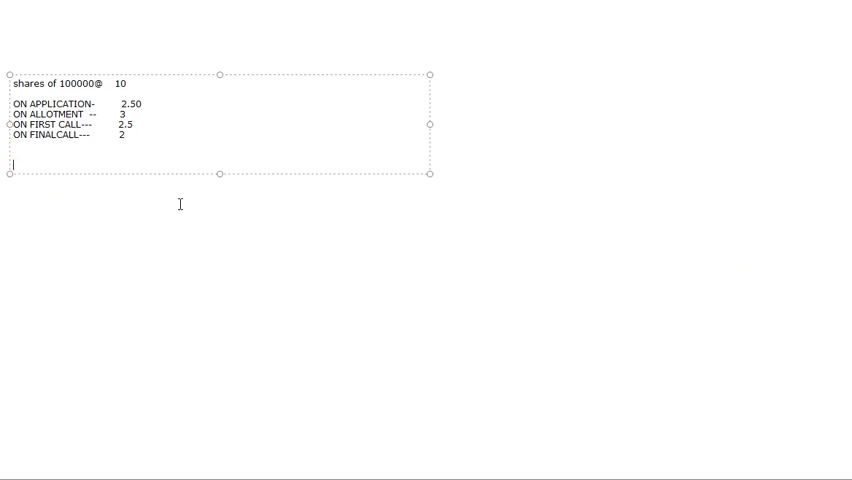 shares of 100000@ 10
ON APPLICATION- 2.50
ON ALLOTMENT -- 3
ON FIRST CALL--- 2.5
ON FINALCALL--- 2